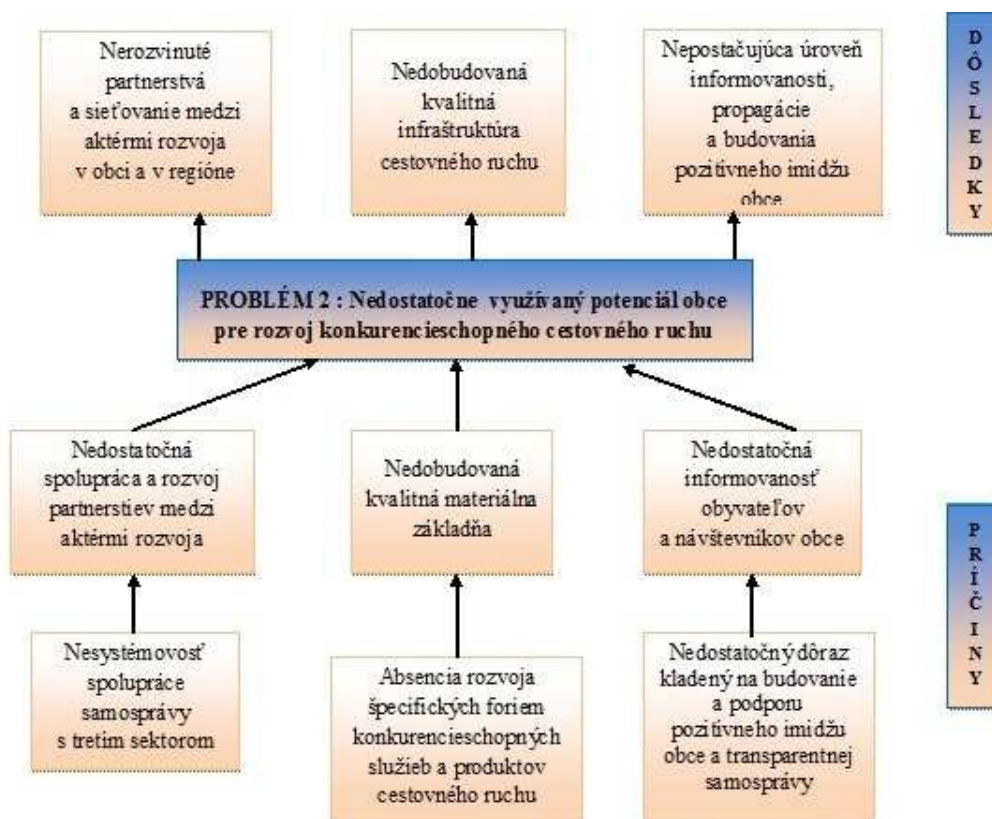 Nerozvinuté
partnerstvá
a sieťovanie medzi
aktérmi rozvoja
v obci a v regióne
Nedobudovaná
kvalitná
infraštruktúra
cestovného ruchu
Nepostačujúca úroveň
informovanosti,
propagácie
a budovania
pozitívneho imidžu
obce
DÔSLEDKY
PROBLÉM 2 : Nedostatočne využívaný potenciál obce
pre rozvoj konkurencieschopného cestovného ruchu
Nedostatočná
spolupráca a rozvoj
partnerstiev medzi
aktérmi rozvoja
Nedobudovaná
kvalitná materiálna
základňa
Nedostatočná
informovanosť
obyvateľov
a návštevníkov obce
PRÍČINY
Nesystémovosť
spolupráce
samosprávy
s tretím sektorom
Absencia rozvoja
špecifických foriem
konkurencieschopných
služieb a produktov
cestovného ruchu
Nedostatočný dôraz
kladený na budovanie
a podporu
pozitívneho imidžu
obce a transparentnej
samosprávy